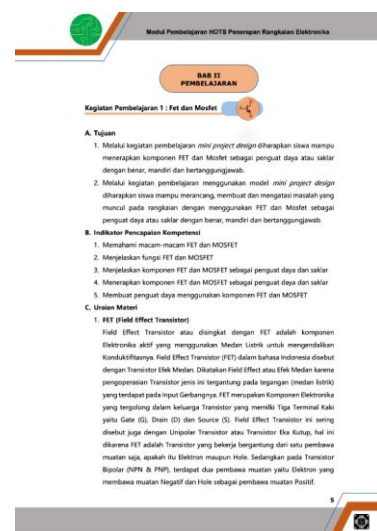 Modul Pembelajaran HOTS Penerapan Rangkaian Elektronika
BAB II
PEMBELAJARAN
Kegiatan Pembelajaran 1 : Fet dan Mosfet
A. Tujuan
1. Melalui kegiatan pembelajaran mini project design diharapkan siswa mampu
menerapkan komponen FET dan Mosfet sebagai penguat daya atau saklar
dengan benar, mandiri dan bertanggungjawab.
2. Melalui kegiatan pembelajaran menggunakan model mini project design
diharapkan siswa mampu merancang, membuat dan mengatasi masalah yang
muncul pada rangkaian dengan menggunakan FET dan Mosfet sebagai
penguat daya atau saklar dengan benar, mandiri dan bertanggungjawab.
B. Indikator Pencapaian Kompetensi
1. Memahami macam-macam FET dan MOSFET
2. Menjelaskan fungsi FET dan MOSFET
3. Menjelaskan komponen FET dan MOSFET sebagai penguat daya dan saklar
4. Menerapkan komponen FET dan MOSFET sebagai penguat daya dan saklar
5. Membuat penguat daya menggunakan komponen FET dan MOSFET
C. Uraian Materi
1. FET (Field Effect Transistor)
Field Effect Transistor atau disingkat dengan FET adalah komponen
Elektronika aktif yang menggunakan Medan Listrik untuk mengendalikan
Konduktifitasnya. Field Effect Transistor (FET) dalam bahasa Indonesia disebut
dengan Transistor Efek Medan. Dikatakan Field Effect atau Efek Medan karena
pengoperasian Transistor jenis ini tergantung pada tegangan (medan listrik)
yang terdapat pada Input Gerbangnya. FET merupakan Komponen Elektronika
yang tergolong dalam keluarga Transistor yang memilki Tiga Terminal Kaki
yaitu Gate (G), Drain (D) dan Source (S). Field Effect Transistor ini sering
disebut juga dengan Unipolar Transistor atau Transistor Eka Kutup, hal ini
dikarena FET adalah Transistor yang bekerja bergantung dari satu pembawa
muatan saja, apakah itu Elektron maupun Hole. Sedangkan pada Transistor
Bipolar (NPN & PNP), terdapat dua pembawa muatan yaitu Elektron yang
membawa muatan Negatif dan Hole sebagai pembawa muatan Positif.
5